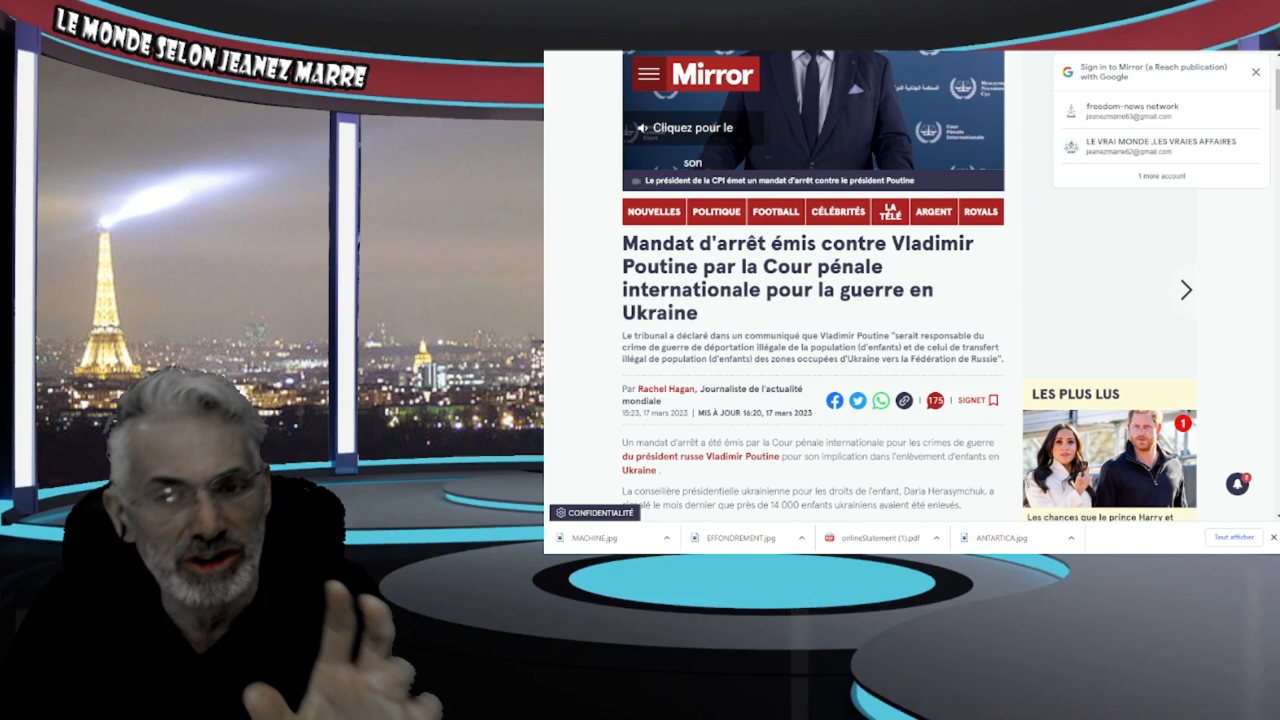 LE MONDE SELON JEANEZ MARRE
Mirror
Cliquez pour le
son
Cour
Pénale
Internationale
Le président de la CPI émet un mandat d'arrêt contre le président Poutine
NOUVELLES
POLITIQUE
FOOTBALL
CÉLÉBRITÉS
LA
TÉLÉ
ARGENT
ROYALS
Mandat d'arrêt émis contre Vladimir
Poutine par la Cour pénale
internationale pour la guerre en
Ukraine
Le tribunal a déclaré dans un communiqué que Vladimir Poutine "serait responsable du
crime de guerre de déportation illégale de la population (d'enfants) et de celui de transfert
illégal de population (d'enfants) des zones occupées d'Ukraine vers la Fédération de Russie".
Par Rachel Hagan, Journaliste de l'actualité
mondiale
15:23, 17 mars 2023 | MIS À JOUR 16:20, 17 mars 2023
175
SIGNET
Un mandat d'arrêt a été émis par la Cour pénale internationale pour les crimes de guerre
du président russe Vladimir Poutine pour son implication dans l'enlèvement d'enfants en
Ukraine .
La conseillère présidentielle ukrainienne pour les droits de l'enfant, Daria Herasymchuk, a
le mois dernier que près de 14 000 enfants ukrainiens avaient été enlevés.
CONFIDENTIALITÉ
Sign in to Mirror (a Reach publication)
with Google
freedom-news network
jeanezmarre63@gmail.com
LE VRAI MONDE ,LES VRAIES AFFAIRES
jeanezmarre62@gmail.com
1 more account
LES PLUS LUS
1
Les chances que le prince Harry et
MACHINE.jpg
EFFONDREMENT.jpg
onlineStatement (1).pdf
ANTARTICA.jpg
Tout afficher